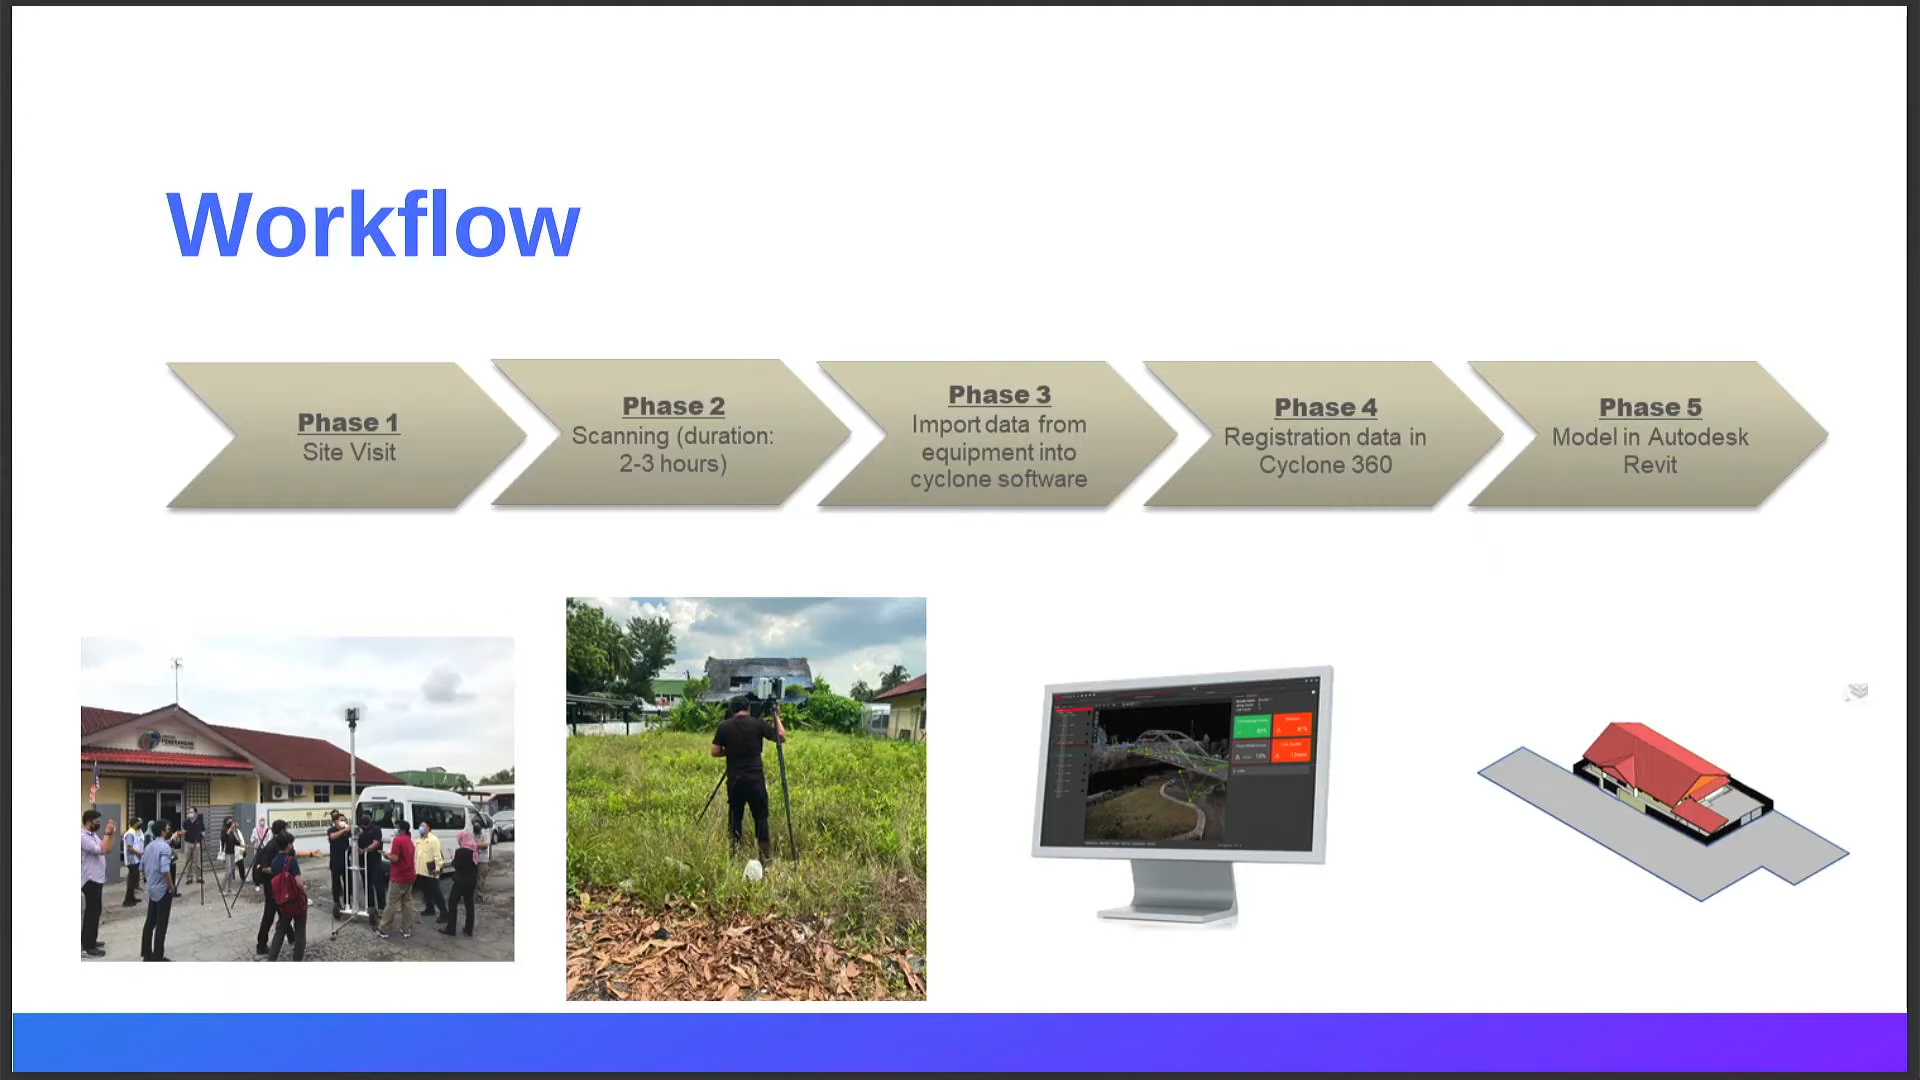 Workflow
Phase 1
Site Visit
Phase 2
Scanning (duration:
2-3 hours)
Phase 3
Import data from
equipment into
cyclone software
Phase 4
Registration data in
Cyclone 360
Phase 5
Model in Autodesk
Revit
PENERANGAN